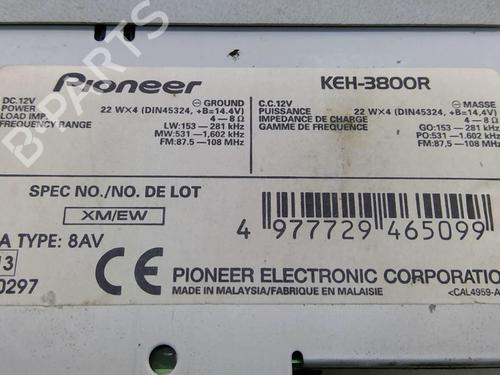 Pioneer
KEH-3800R
DC.12V ⊖ GROUND
POWER 22 W×4 (DIN45324, +B=14.4V)
LOAD IMP. 4—8Ω
FREQUENCY RANGE LW:153—281 kHz
MW:531—1,602 kHz
FM:87.5—108 MHz
C.C.12V ⊖ MASSE
PUISSANCE 22 W×4 (DIN45324, +B=14,4V)
IMPEDANCE DE CHARGE 4—8Ω
GAMME DE FREQUENCE GO:153—281 kHz
PO:531—1.602 kHz
FM:87,5—108 MHz
SPEC NO./NO. DE LOT
XM/EW
A TYPE: 8AV
13
0297
CE
4 977729 465099
PIONEER ELECTRONIC CORPORATIO
MADE IN MALAYSIA/FABRIQUE EN MALAISIE
<CAL4959-A
B-PARTS